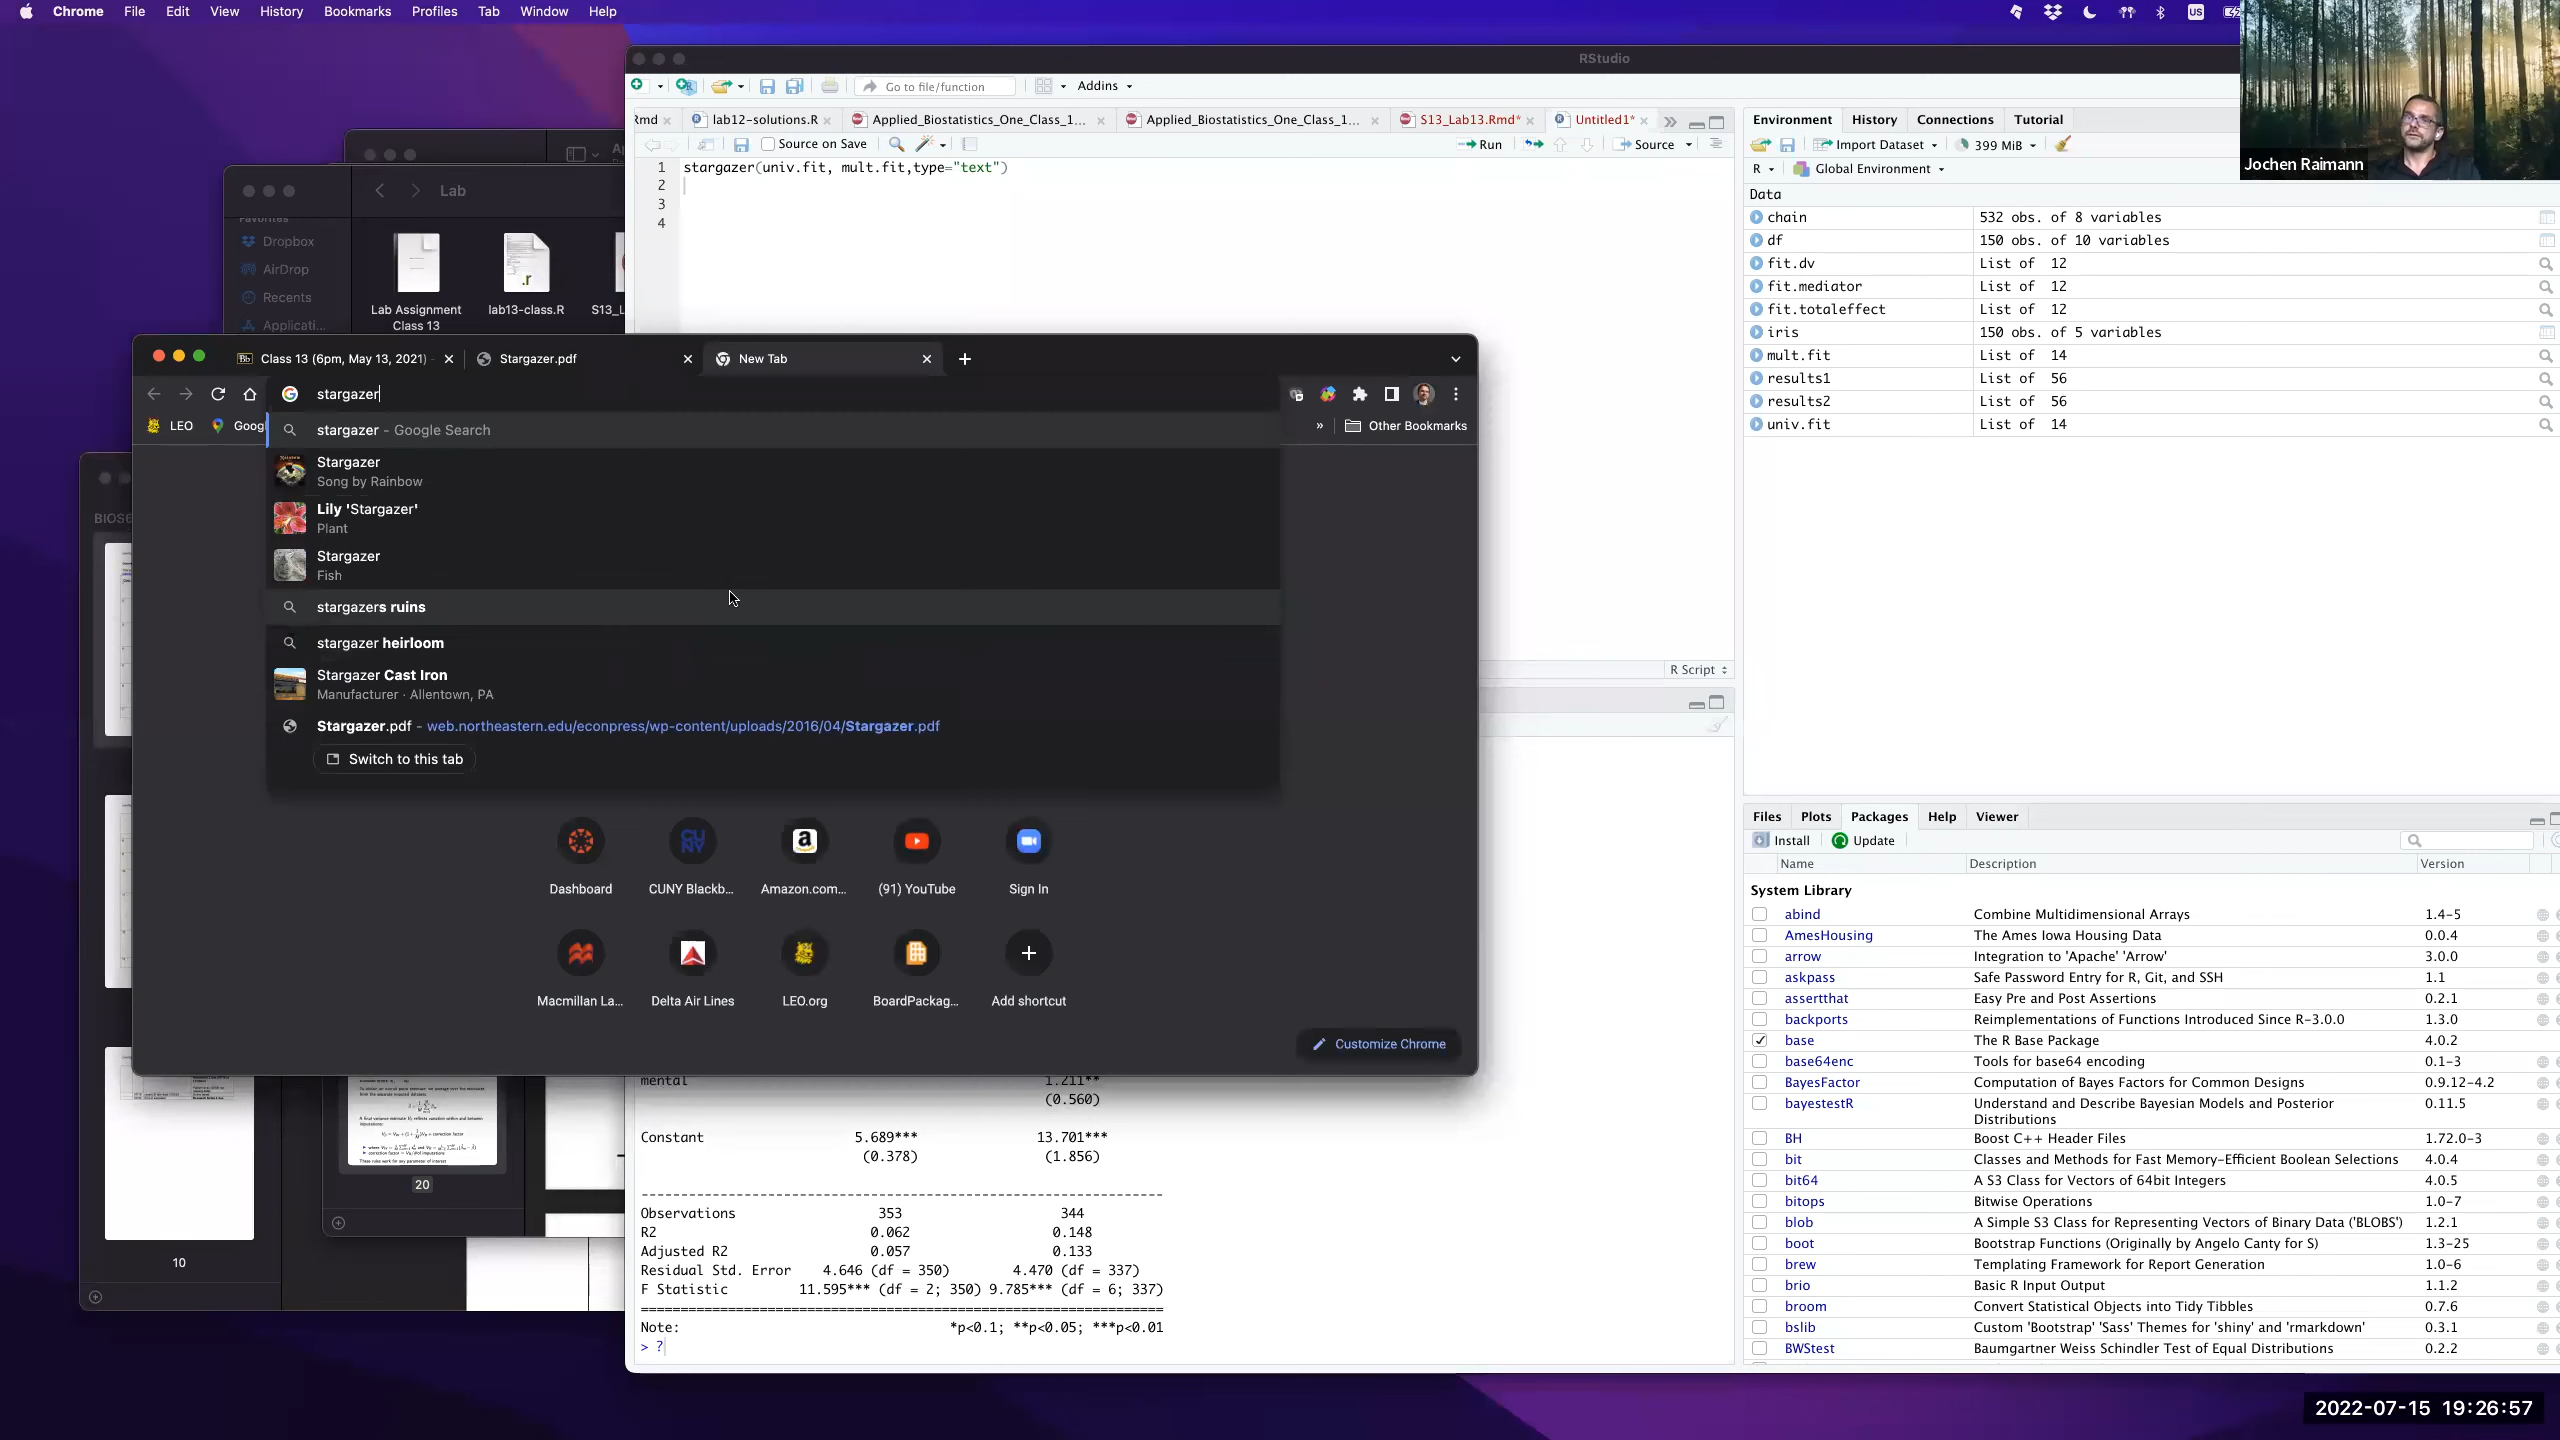 Chrome File Edit View History Bookmarks Profiles Tab Window Help
US
Jochen Raimann
RStudio
Go to file/function
Addins
Rmd
lab12-solutions.R
Applied_Biostatistics_One_Class_1...
Applied_Biostatistics_One_Class_1...
S13_Lab13.Rmd*
Untitled1*
Source on Save
Run
Source
1 stargazer(univ.fit, mult.fit,type="text")
2
3
4
R Script
Environment History Connections Tutorial
Import Dataset
399 MiB
R
Global Environment
Data
chain 532 obs. of 8 variables
df 150 obs. of 10 variables
fit.dv List of 12
fit.mediator List of 12
fit.totaleffect List of 12
iris 150 obs. of 5 variables
mult.fit List of 14
results1 List of 56
results2 List of 56
univ.fit List of 14
Lab
Favorites
Dropbox
AirDrop
Recents
Applicati...
Lab Assignment
Class 13
.r
lab13-class.R
S13_L
Class 13 (6pm, May 13, 2021)
Stargazer.pdf
New Tab
stargazer
LEO
Googl
» Other Bookmarks
stargazer - Google Search
Stargazer
Song by Rainbow
Lily 'Stargazer'
Plant
Stargazer
Fish
stargazers ruins
stargazer heirloom
Stargazer Cast Iron
Manufacturer · Allentown, PA
Stargazer.pdf - web.northeastern.edu/econpress/wp-content/uploads/2016/04/Stargazer.pdf
Switch to this tab
Dashboard
CUNY Blackb...
Amazon.com...
(91) YouTube
Sign In
Macmillan La...
Delta Air Lines
LEO.org
BoardPackag...
Add shortcut
Customize Chrome
BIOS6
20
10
mental 1.211**
(0.560)
Constant 5.689*** 13.701***
(0.378) (1.856)
-----------------------------------------------------------------
Observations 353 344
R2 0.062 0.148
Adjusted R2 0.057 0.133
Residual Std. Error 4.646 (df = 350) 4.470 (df = 337)
F Statistic 11.595*** (df = 2; 350) 9.785*** (df = 6; 337)
=================================================================
Note: *p<0.1; **p<0.05; ***p<0.01
> ?
Files Plots Packages Help Viewer
Install
Update
Name Description Version
System Library
abind Combine Multidimensional Arrays 1.4-5
AmesHousing The Ames Iowa Housing Data 0.0.4
arrow Integration to 'Apache' 'Arrow' 3.0.0
askpass Safe Password Entry for R, Git, and SSH 1.1
assertthat Easy Pre and Post Assertions 0.2.1
backports Reimplementations of Functions Introduced Since R-3.0.0 1.3.0
base The R Base Package 4.0.2
base64enc Tools for base64 encoding 0.1-3
BayesFactor Computation of Bayes Factors for Common Designs 0.9.12-4.2
bayestestR Understand and Describe Bayesian Models and Posterior 0.11.5
Distributions
BH Boost C++ Header Files 1.72.0-3
bit Classes and Methods for Fast Memory-Efficient Boolean Selections 4.0.4
bit64 A S3 Class for Vectors of 64bit Integers 4.0.5
bitops Bitwise Operations 1.0-7
blob A Simple S3 Class for Representing Vectors of Binary Data ('BLOBS') 1.2.1
boot Bootstrap Functions (Originally by Angelo Canty for S) 1.3-25
brew Templating Framework for Report Generation 1.0-6
brio Basic R Input Output 1.1.2
broom Convert Statistical Objects into Tidy Tibbles 0.7.6
bslib Custom 'Bootstrap' 'Sass' Themes for 'shiny' and 'rmarkdown' 0.3.1
BWStest Baumgartner Weiss Schindler Test of Equal Distributions 0.2.2
2022-07-15 19:26:57